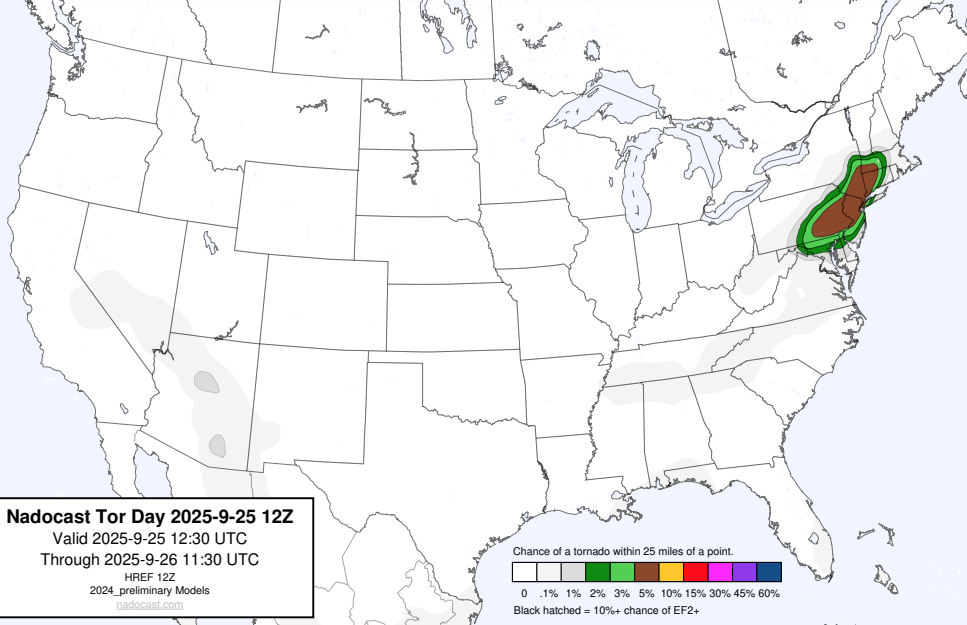 Nadocast Tor Day 2025-9-25 12Z
Valid 2025-9-25 12:30 UTC
Through 2025-9-26 11:30 UTC
HREF 12Z
2024_preliminary Models
nadocast.com
Chance of a tornado within 25 miles of a point.
0 .1% 1% 2% 3% 5% 10% 15% 30% 45% 60%
Black hatched = 10%+ chance of EF2+